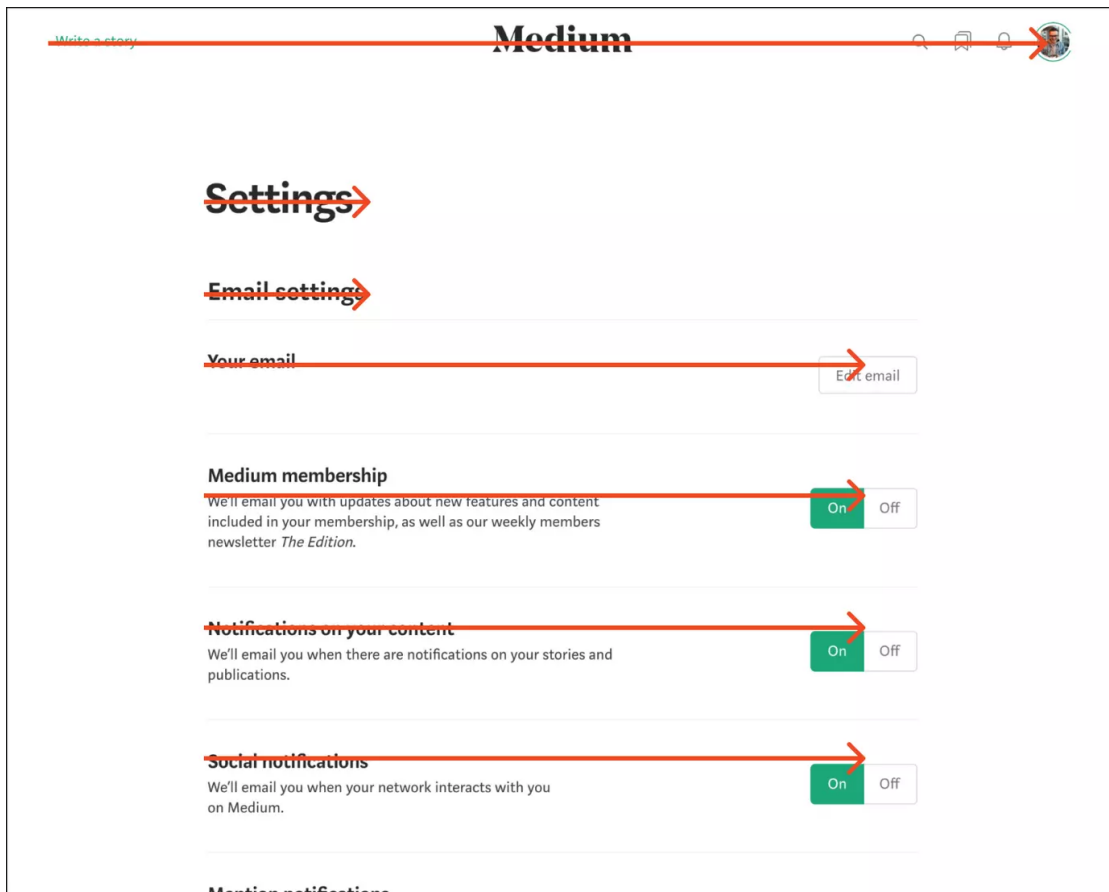 Write a story
Medium
Settings
Email settings
Your email
Edit email
Medium membership
We'll email you with updates about new features and content
included in your membership, as well as our weekly members
newsletter The Edition.
On Off
Notifications on your content
We'll email you when there are notifications on your stories and
publications.
On Off
Social notifications
We'll email you when your network interacts with you
on Medium.
On Off
Mention notifications